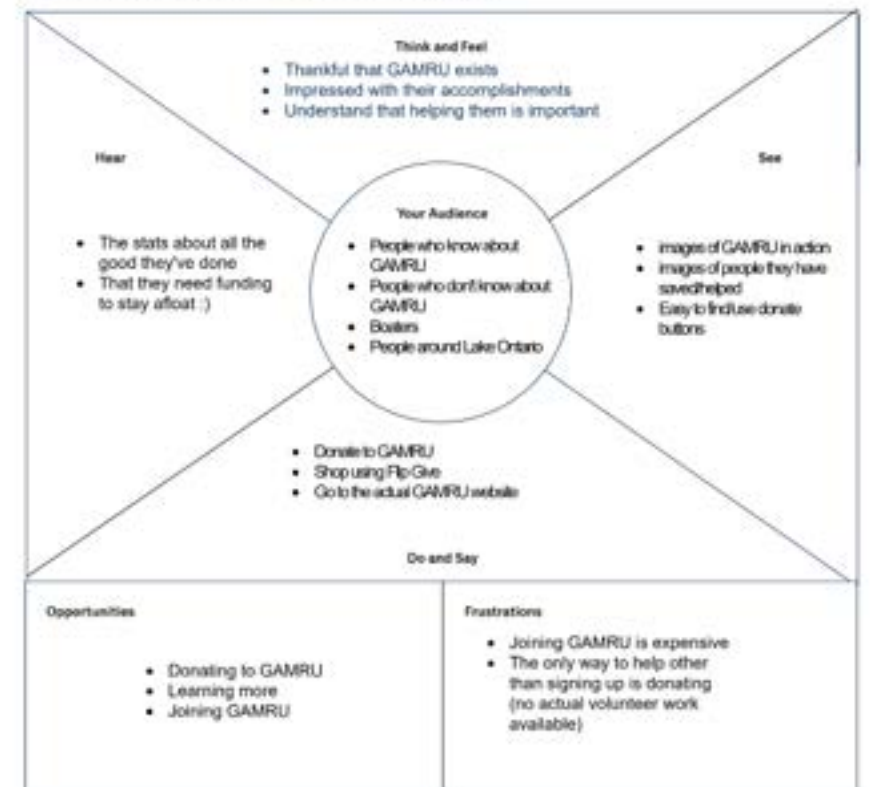 Think and Feel
• Thankful that GAMRU exists
• Impressed with their accomplishments
• Understand that helping them is important
Hear
• The stats about all the
good they've done
• That they need funding
to stay afloat :)
Your Audience
• People who know about
GAMRU
• People who don't know about
GAMRU
• Boaters
• People around Lake Ontario
See
• images of GAMRU in action
• images of people they have
saved/helped
• Easy to find/use donate
buttons
• Donate to GAMRU
• Shop using Flip Give
• Go to the actual GAMRU website
Do and Say
Opportunities
• Donating to GAMRU
• Learning more
• Joining GAMRU
Frustrations
• Joining GAMRU is expensive
• The only way to help other
than signing up is donating
(no actual volunteer work
available)